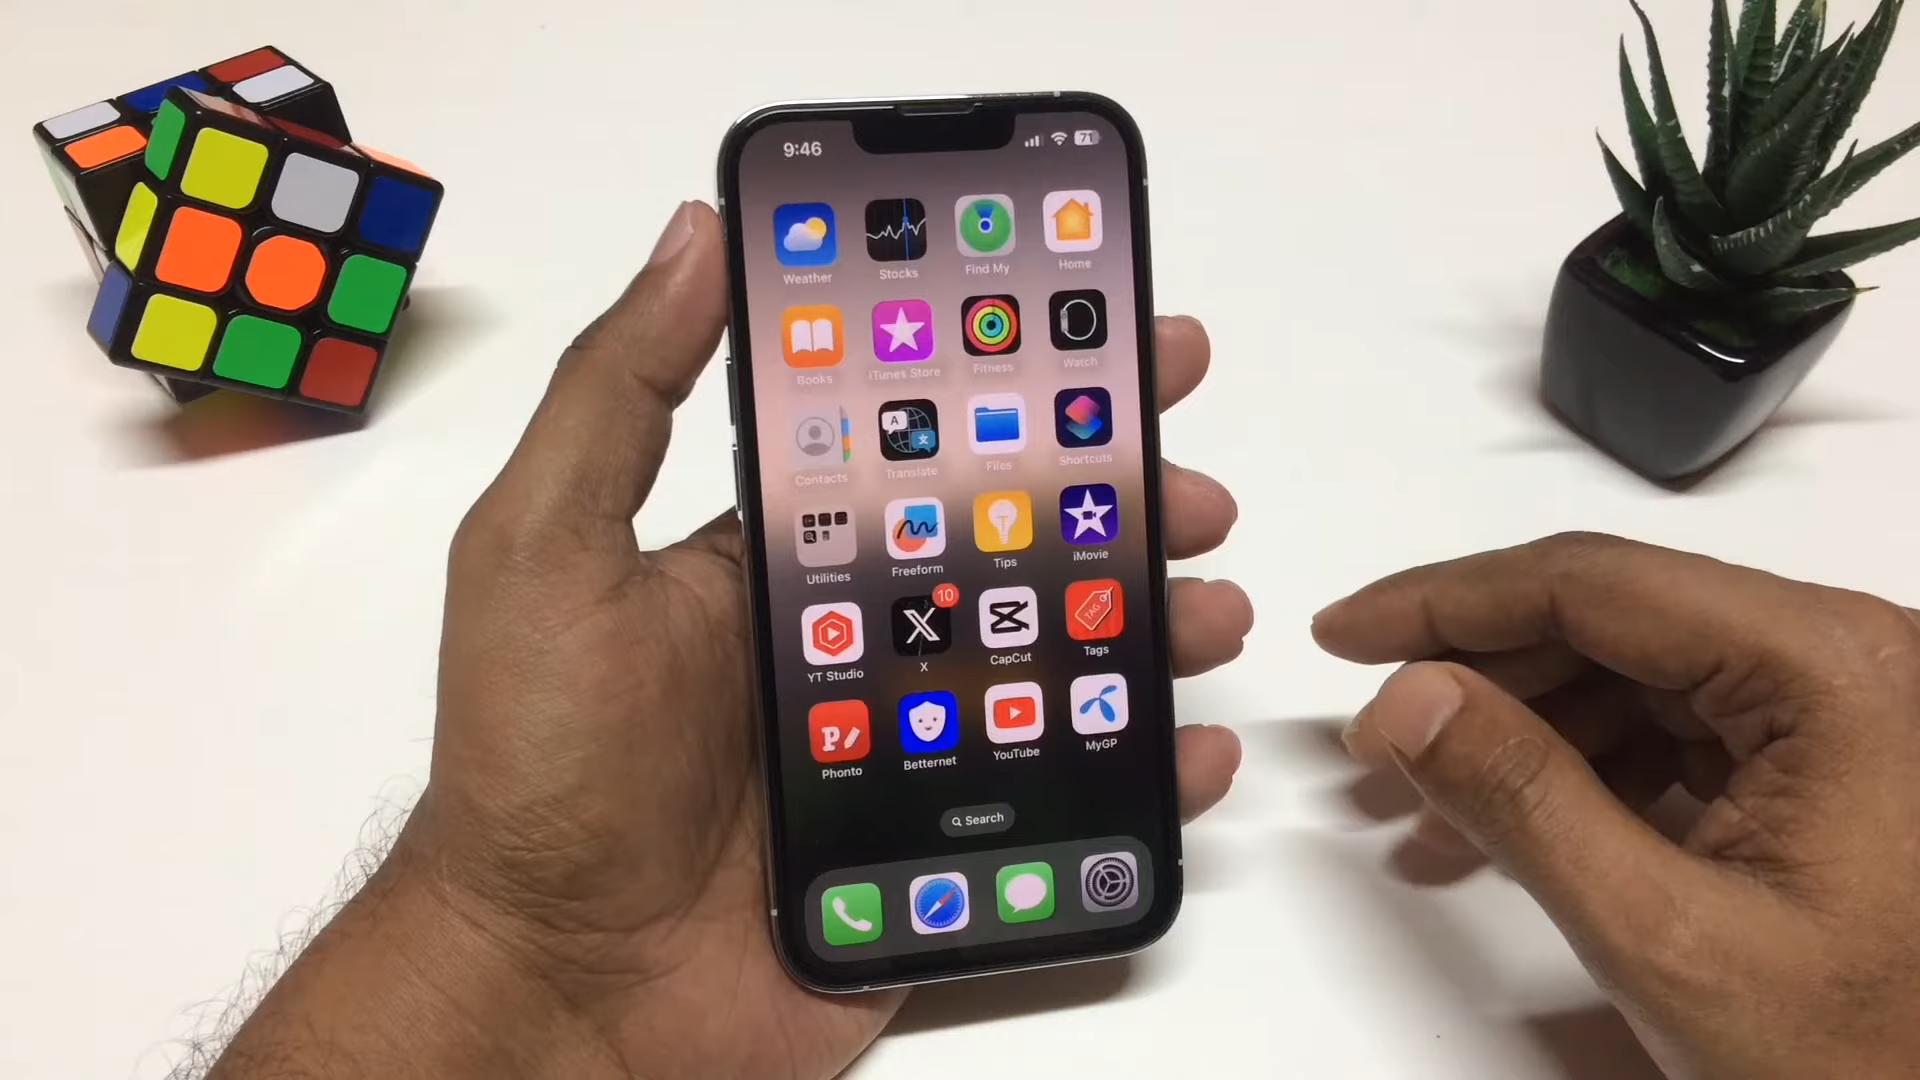 9:46
71
Weather Stocks Find My Home
Books iTunes Store Fitness Watch
Contacts Translate Files Shortcuts
Utilities Freeform Tips iMovie
10
YT Studio X CapCut Tags
TAG
Phonto Betternet YouTube MyGP
Search